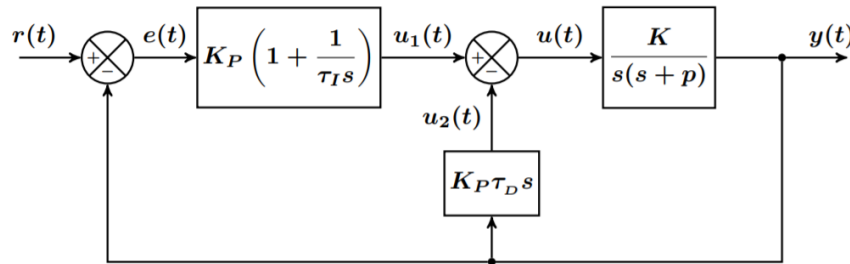 r(t)
+
−
e(t)
K_P (1 + 1/(τ_I s))
u_1(t)
+
−
u(t)
K/(s(s + p))
y(t)
u_2(t)
K_P τ_D s